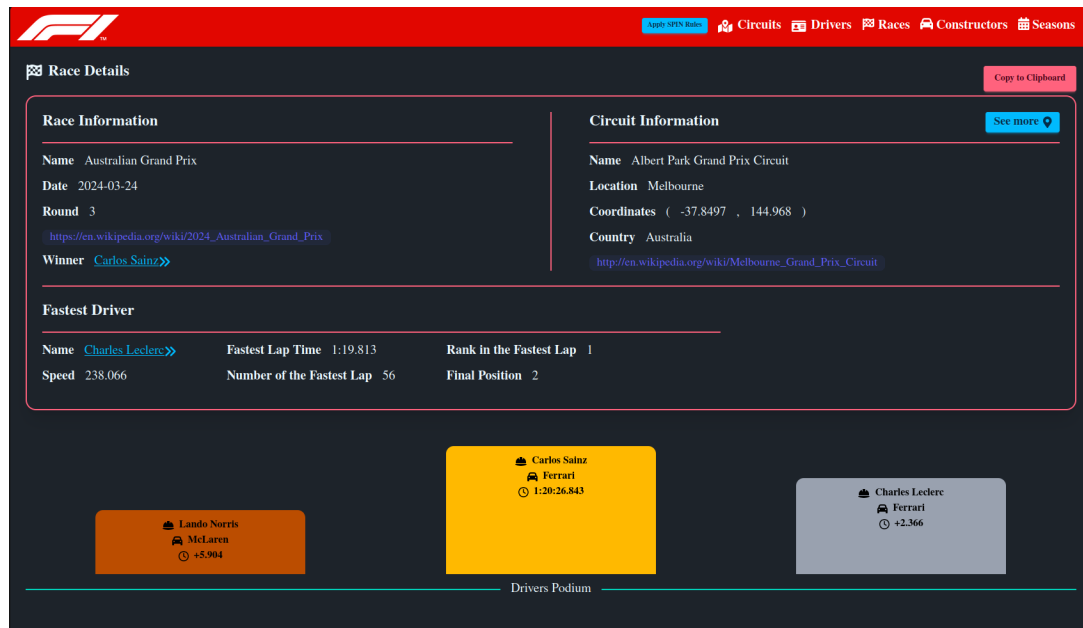 F1
Apply SPIN Rules Circuits Drivers Races Constructors Seasons
Race Details
Copy to Clipboard
Race Information
Name Australian Grand Prix
Date 2024-03-24
Round 3
https://en.wikipedia.org/wiki/2024_Australian_Grand_Prix
Winner Carlos Sainz
Circuit Information
See more
Name Albert Park Grand Prix Circuit
Location Melbourne
Coordinates ( -37.8497 , 144.968 )
Country Australia
http://en.wikipedia.org/wiki/Melbourne_Grand_Prix_Circuit
Fastest Driver
Name Charles Leclerc Fastest Lap Time 1:19.813 Rank in the Fastest Lap 1
Speed 238.066 Number of the Fastest Lap 56 Final Position 2
Lando Norris
McLaren
+5.904
Carlos Sainz
Ferrari
1:20:26.843
Charles Leclerc
Ferrari
+2.366
Drivers Podium